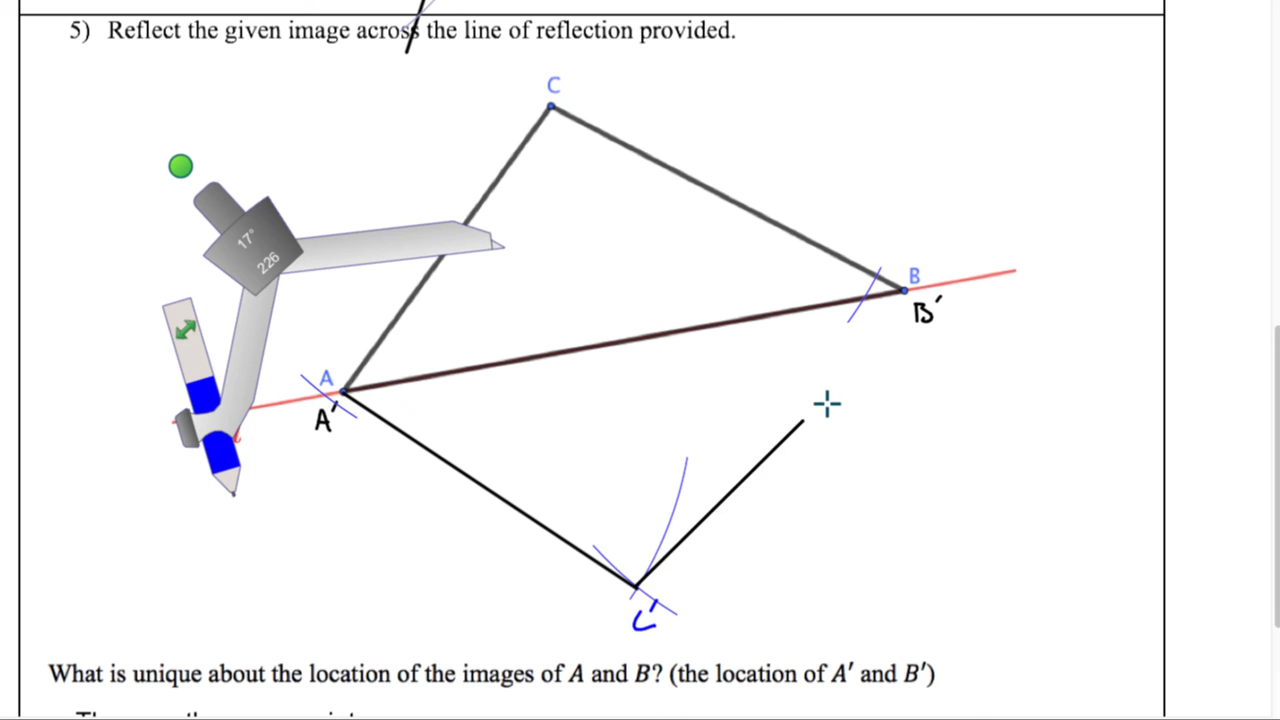 5) Reflect the given image across the line of reflection provided.
C
17°
226
B
B′
A
A′
C′
What is unique about the location of the images of A and B? (the location of A′ and B′)